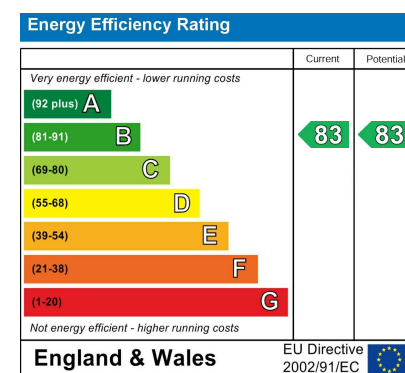 Energy Efficiency Rating
Current Potential
Very energy efficient - lower running costs
(92 plus) A
(81-91) B 83 83
(69-80) C
(55-68) D
(39-54) E
(21-38) F
(1-20) G
Not energy efficient - higher running costs
England & Wales
EU Directive
2002/91/EC